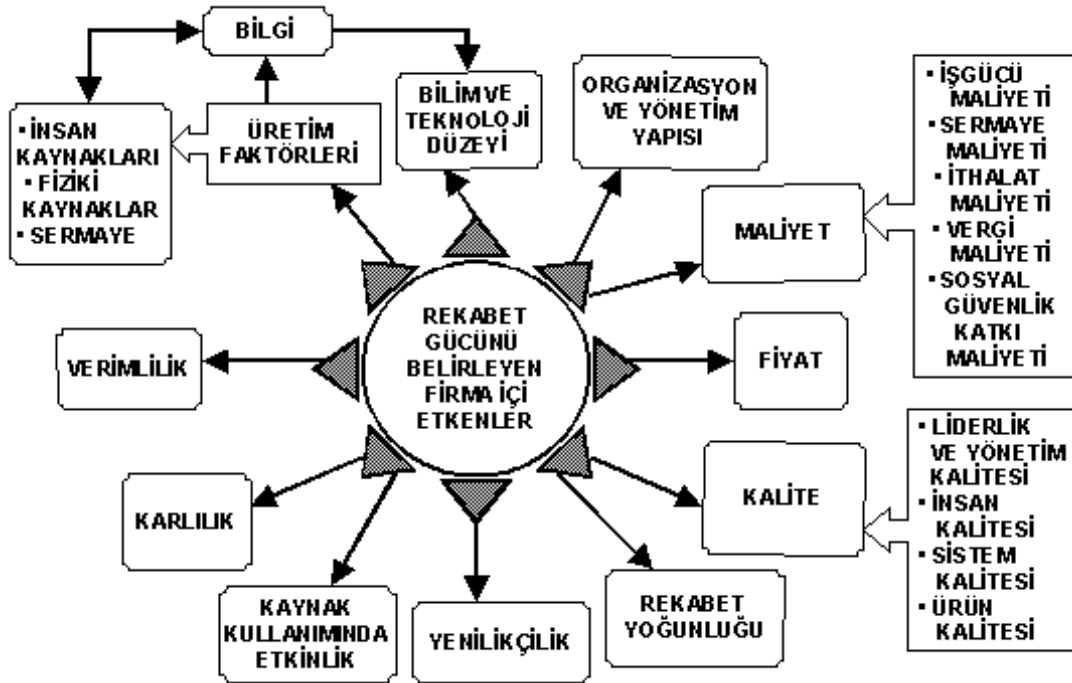 BİLGİ
▪İNSAN
KAYNAKLARI
▪FİZİKİ
KAYNAKLAR
▪SERMAYE
ÜRETİM
FAKTÖRLERİ
BİLİM VE
TEKNOLOJİ
DÜZEYİ
ORGANİZASYON
VE YÖNETİM
YAPISI
MALİYET
▪İŞGÜCÜ
MALİYETİ
▪SERMAYE
MALİYETİ
▪İTHALAT
MALİYETİ
▪VERGİ
MALİYETİ
▪SOSYAL
GÜVENLİK
KATKI
MALİYETİ
REKABET
GÜCÜNÜ
BELİRLEYEN
FİRMA İÇİ
ETKENLER
VERİMLİLİK
FİYAT
KARLILIK
KALİTE
▪LİDERLİK
VE YÖNETİM
KALİTESİ
▪İNSAN
KALİTESİ
▪SİSTEM
KALİTESİ
▪ÜRÜN
KALİTESİ
KAYNAK
KULLANIMINDA
ETKİNLİK
YENİLİKÇİLİK
REKABET
YOĞUNLUĞU